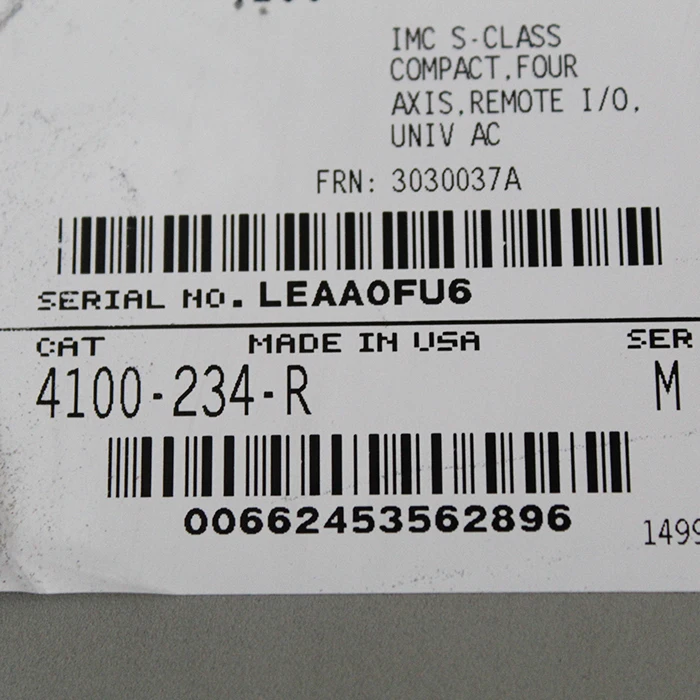 IMC S-CLASS
COMPACT,FOUR
AXIS,REMOTE I/O,
UNIV AC
FRN: 3030037A
SERIAL NO. LEAA0FU6
CAT MADE IN USA SER
4100-234-R M
00662453562896
1499